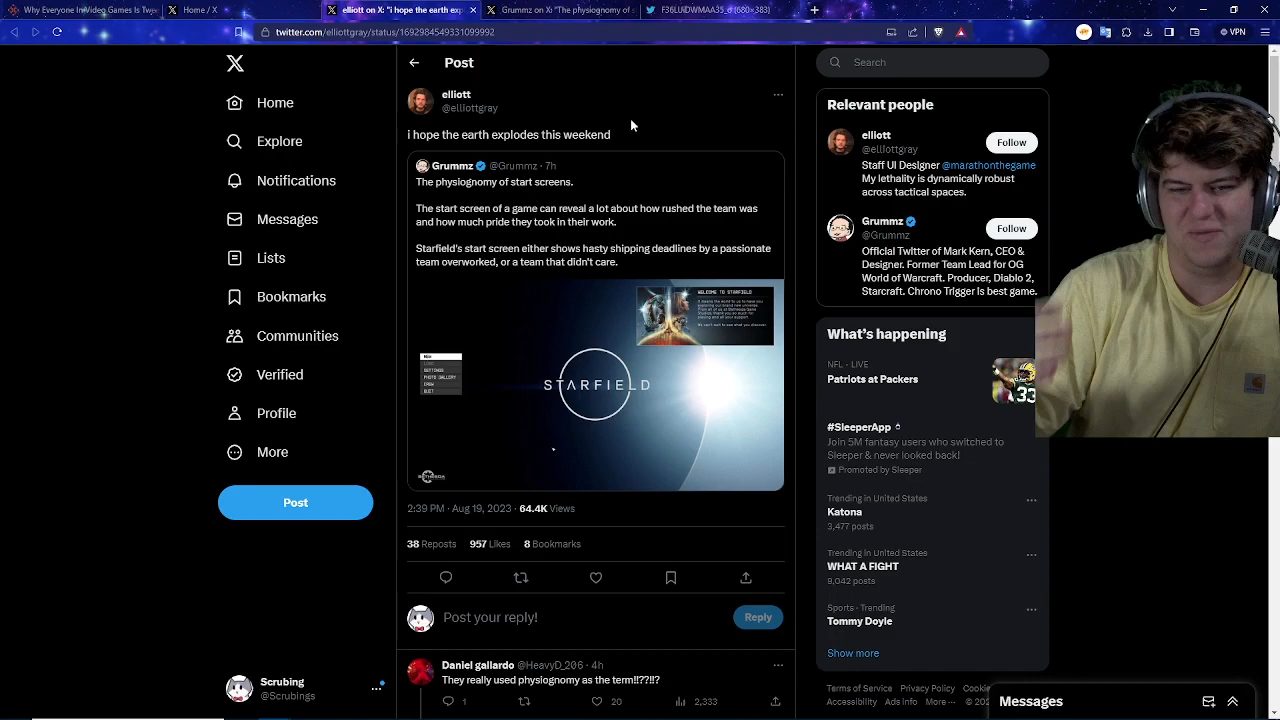 Why Everyone In Video Games Is Twe
Home / X
elliott on X: "i hope the earth exp
Grummz on X: "The physiognomy of s
(680×383)
twitter.com/elliottgray/status/1692984549331099992
VPN
Post
Search
elliott
@elliottgray
i hope the earth explodes this weekend
Grummz @Grummz · 7h
The physiognomy of start screens.
The start screen of a game can reveal a lot about how rushed the team was
and how much pride they took in their work.
Starfield's start screen either shows hasty shipping deadlines by a passionate
team overworked, or a team that didn't care.
WELCOME TO STARFIELD
NEW
SETTINGS
PHOTO GALLERY
CREW
QUIT
STARFIELD
BETHESDA
2:39 PM · Aug 19, 2023 · 64.4K Views
38 Reposts 957 Likes 8 Bookmarks
Post your reply!
Reply
Daniel gallardo @HeavyD_206 · 4h
They really used physiognomy as the term!!??!!?
1
20
2,333
Home
Explore
Notifications
Messages
Lists
Bookmarks
Communities
Verified
Profile
More
Post
Scrubing
@Scrubings
Relevant people
elliott
@elliottgray
Follow
Staff UI Designer @marathonthegame
My lethality is dynamically robust
across tactical spaces.
Grummz
@Grummz
Follow
Official Twitter of Mark Kern, CEO &
Designer. Former Team Lead for OG
World of Warcraft. Producer, Diablo 2,
Starcraft. Chrono Trigger is best game.
What's happening
NFL · LIVE
Patriots at Packers
33
#SleeperApp
Join 5M fantasy users who switched to
Sleeper & never looked back!
Promoted by Sleeper
Trending in United States
Katona
3,477 posts
Trending in United States
WHAT A FIGHT
9,042 posts
Sports · Trending
Tommy Doyle
Show more
Terms of Service Privacy Policy Cookie
Accessibility Ads Info More ··· © 202
Messages